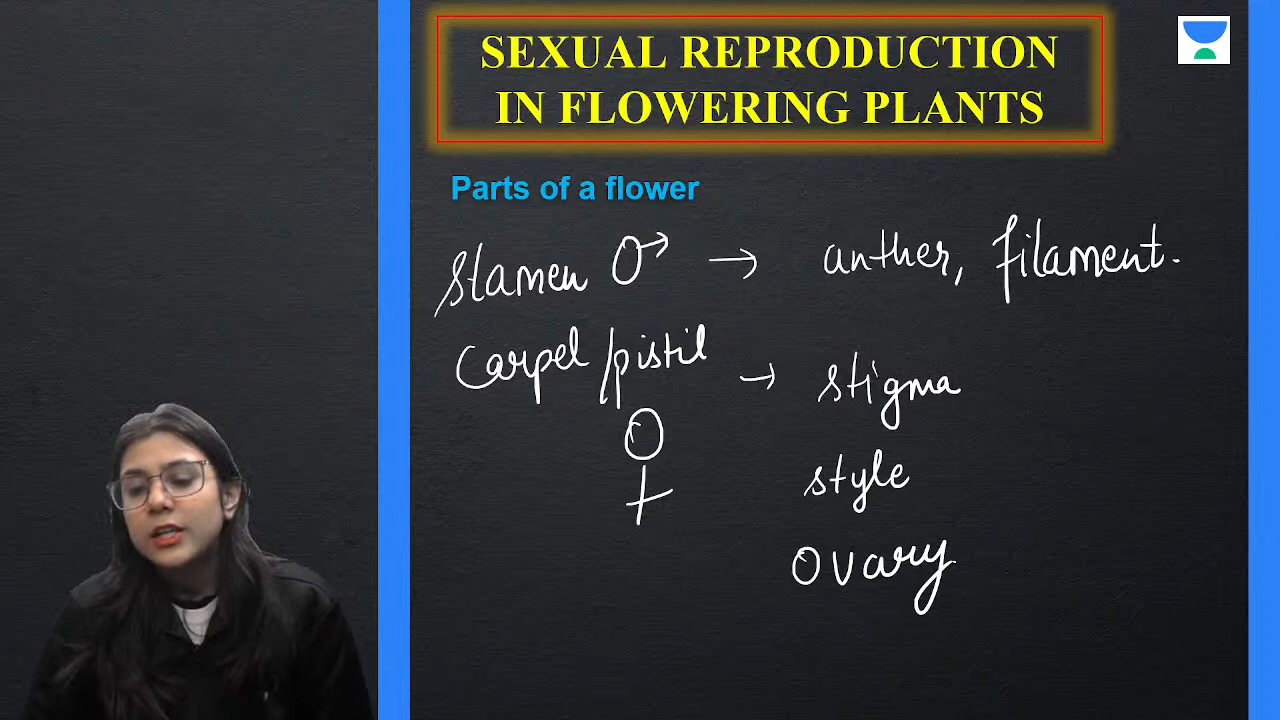 SEXUAL REPRODUCTION
IN FLOWERING PLANTS
Parts of a flower
Stamen ♂ → anther, filament.
Carpel/pistil → stigma
♀
style
ovary